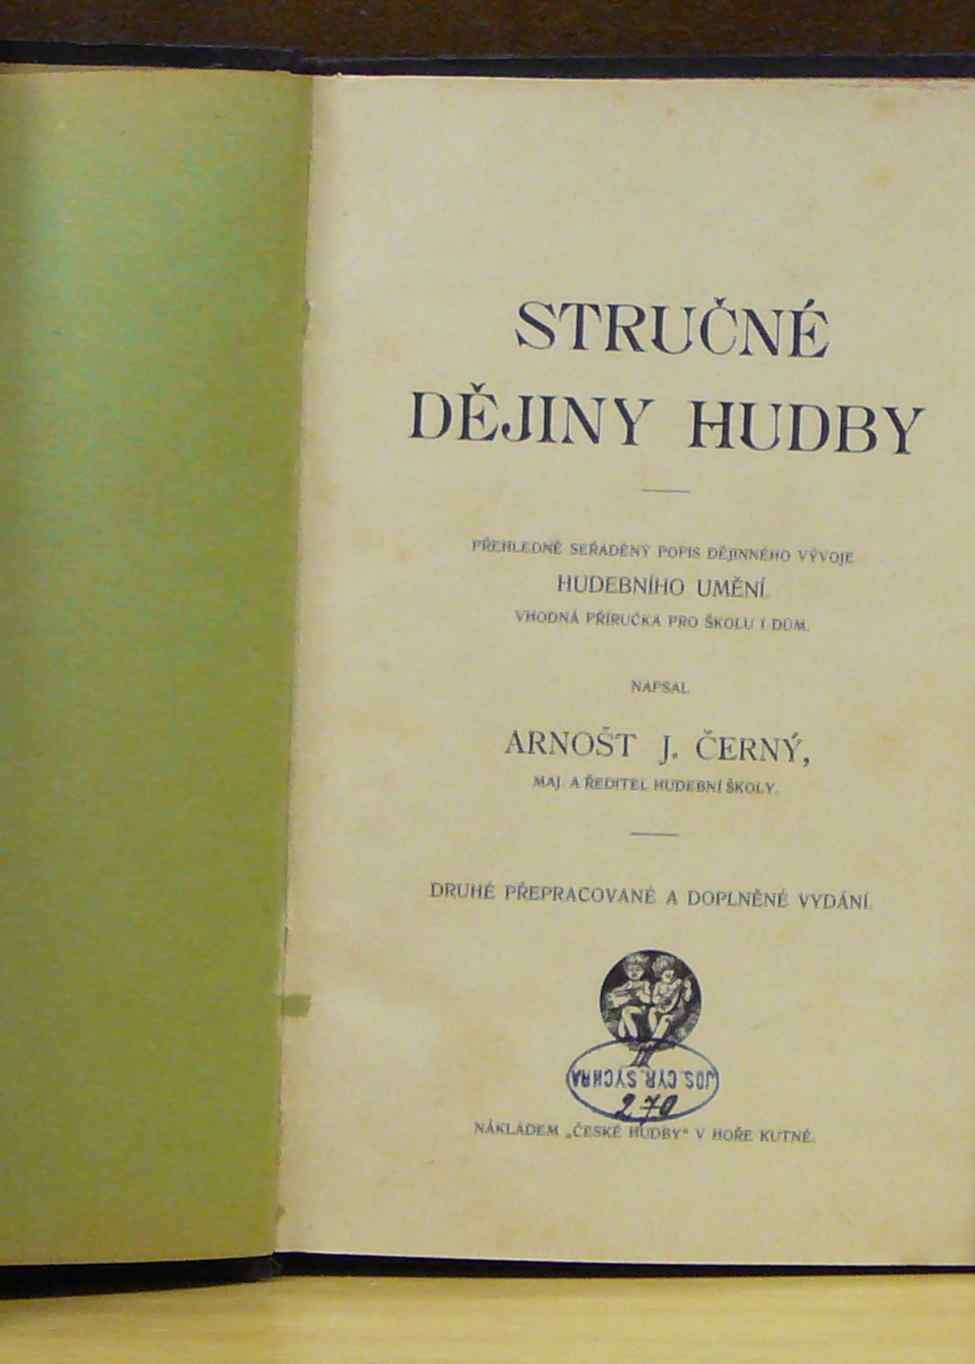 STRUČNÉ
DĚJINY HUDBY
PŘEHLEDNĚ SEŘADĚNÝ POPIS DĚJINNÉHO VÝVOJE
HUDEBNÍHO UMĚNÍ.
VHODNÁ PŘÍRUČKA PRO ŠKOLU I DŮM.
NAPSAL
ARNOŠT J. ČERNÝ,
MAJ. A ŘEDITEL HUDEBNÍ ŠKOLY.
DRUHÉ PŘEPRACOVANÉ A DOPLNĚNÉ VYDÁNÍ.
JOS. CYR. SYCHRA
270
NÁKLADEM „ČESKÉ HUDBY“ V HOŘE KUTNÉ.